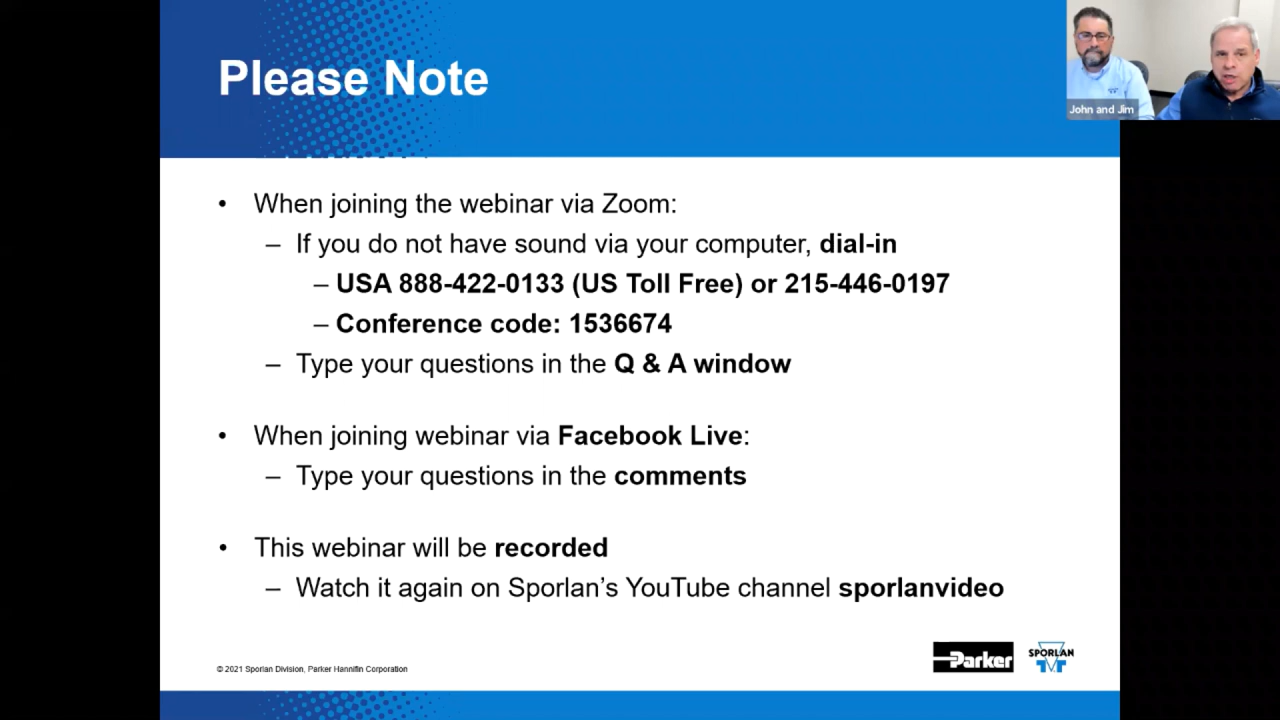 Please Note
John and Jim
• When joining the webinar via Zoom:
– If you do not have sound via your computer, dial-in
– USA 888-422-0133 (US Toll Free) or 215-446-0197
– Conference code: 1536674
– Type your questions in the Q & A window
• When joining webinar via Facebook Live:
– Type your questions in the comments
• This webinar will be recorded
– Watch it again on Sporlan’s YouTube channel sporlanvideo
© 2021 Sporlan Division, Parker Hannifin Corporation
Parker
SPORLAN